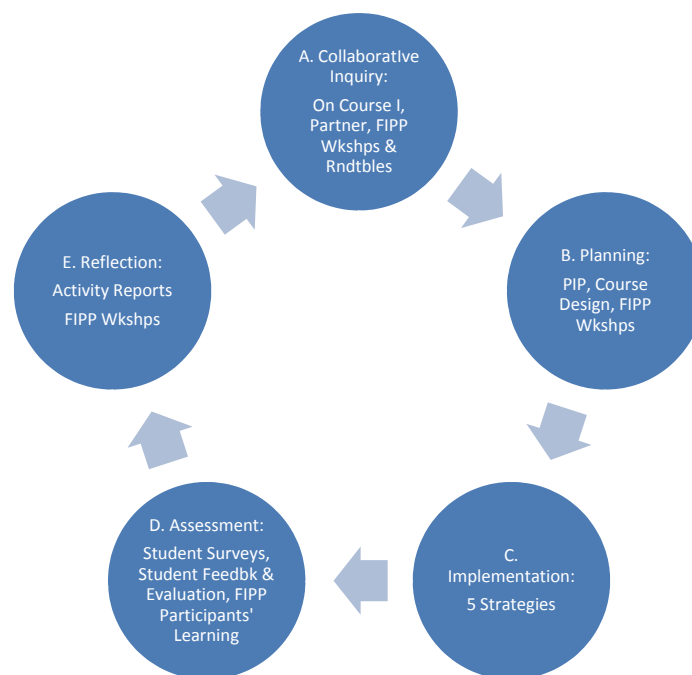 A. CollaboratIve
Inquiry:
On Course I,
Partner, FIPP
Wkshps &
Rndtbles
B. Planning:
PIP, Course
Design, FIPP
Wkshps
C.
Implementation:
5 Strategies
D. Assessment:
Student Surveys,
Student Feedbk &
Evaluation, FIPP
Participants'
Learning
E. Reflection:
Activity Reports
FIPP Wkshps